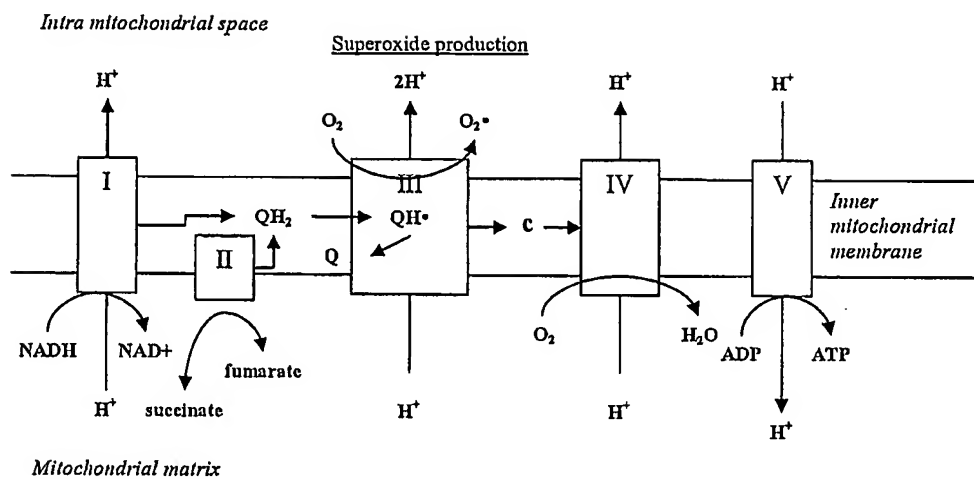 Intra mitochondrial space
Superoxide production
H⁺ 2H⁺ H⁺ H⁺
O₂ O₂•
I III IV V
QH₂ QH• C
Inner
mitochondrial
membrane
II Q
NADH NAD+ O₂ H₂O ADP ATP
fumarate
succinate
H⁺ H⁺ H⁺ H⁺
Mitochondrial matrix